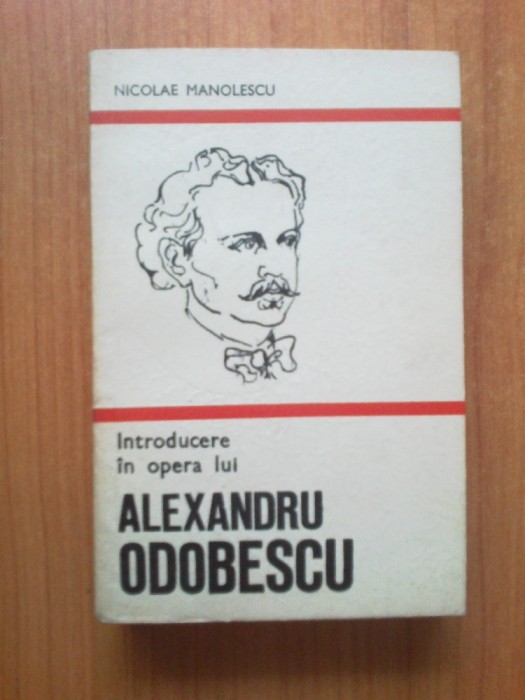 NICOLAE MANOLESCU
Introducere
în opera lui
ALEXANDRU
ODOBESCU